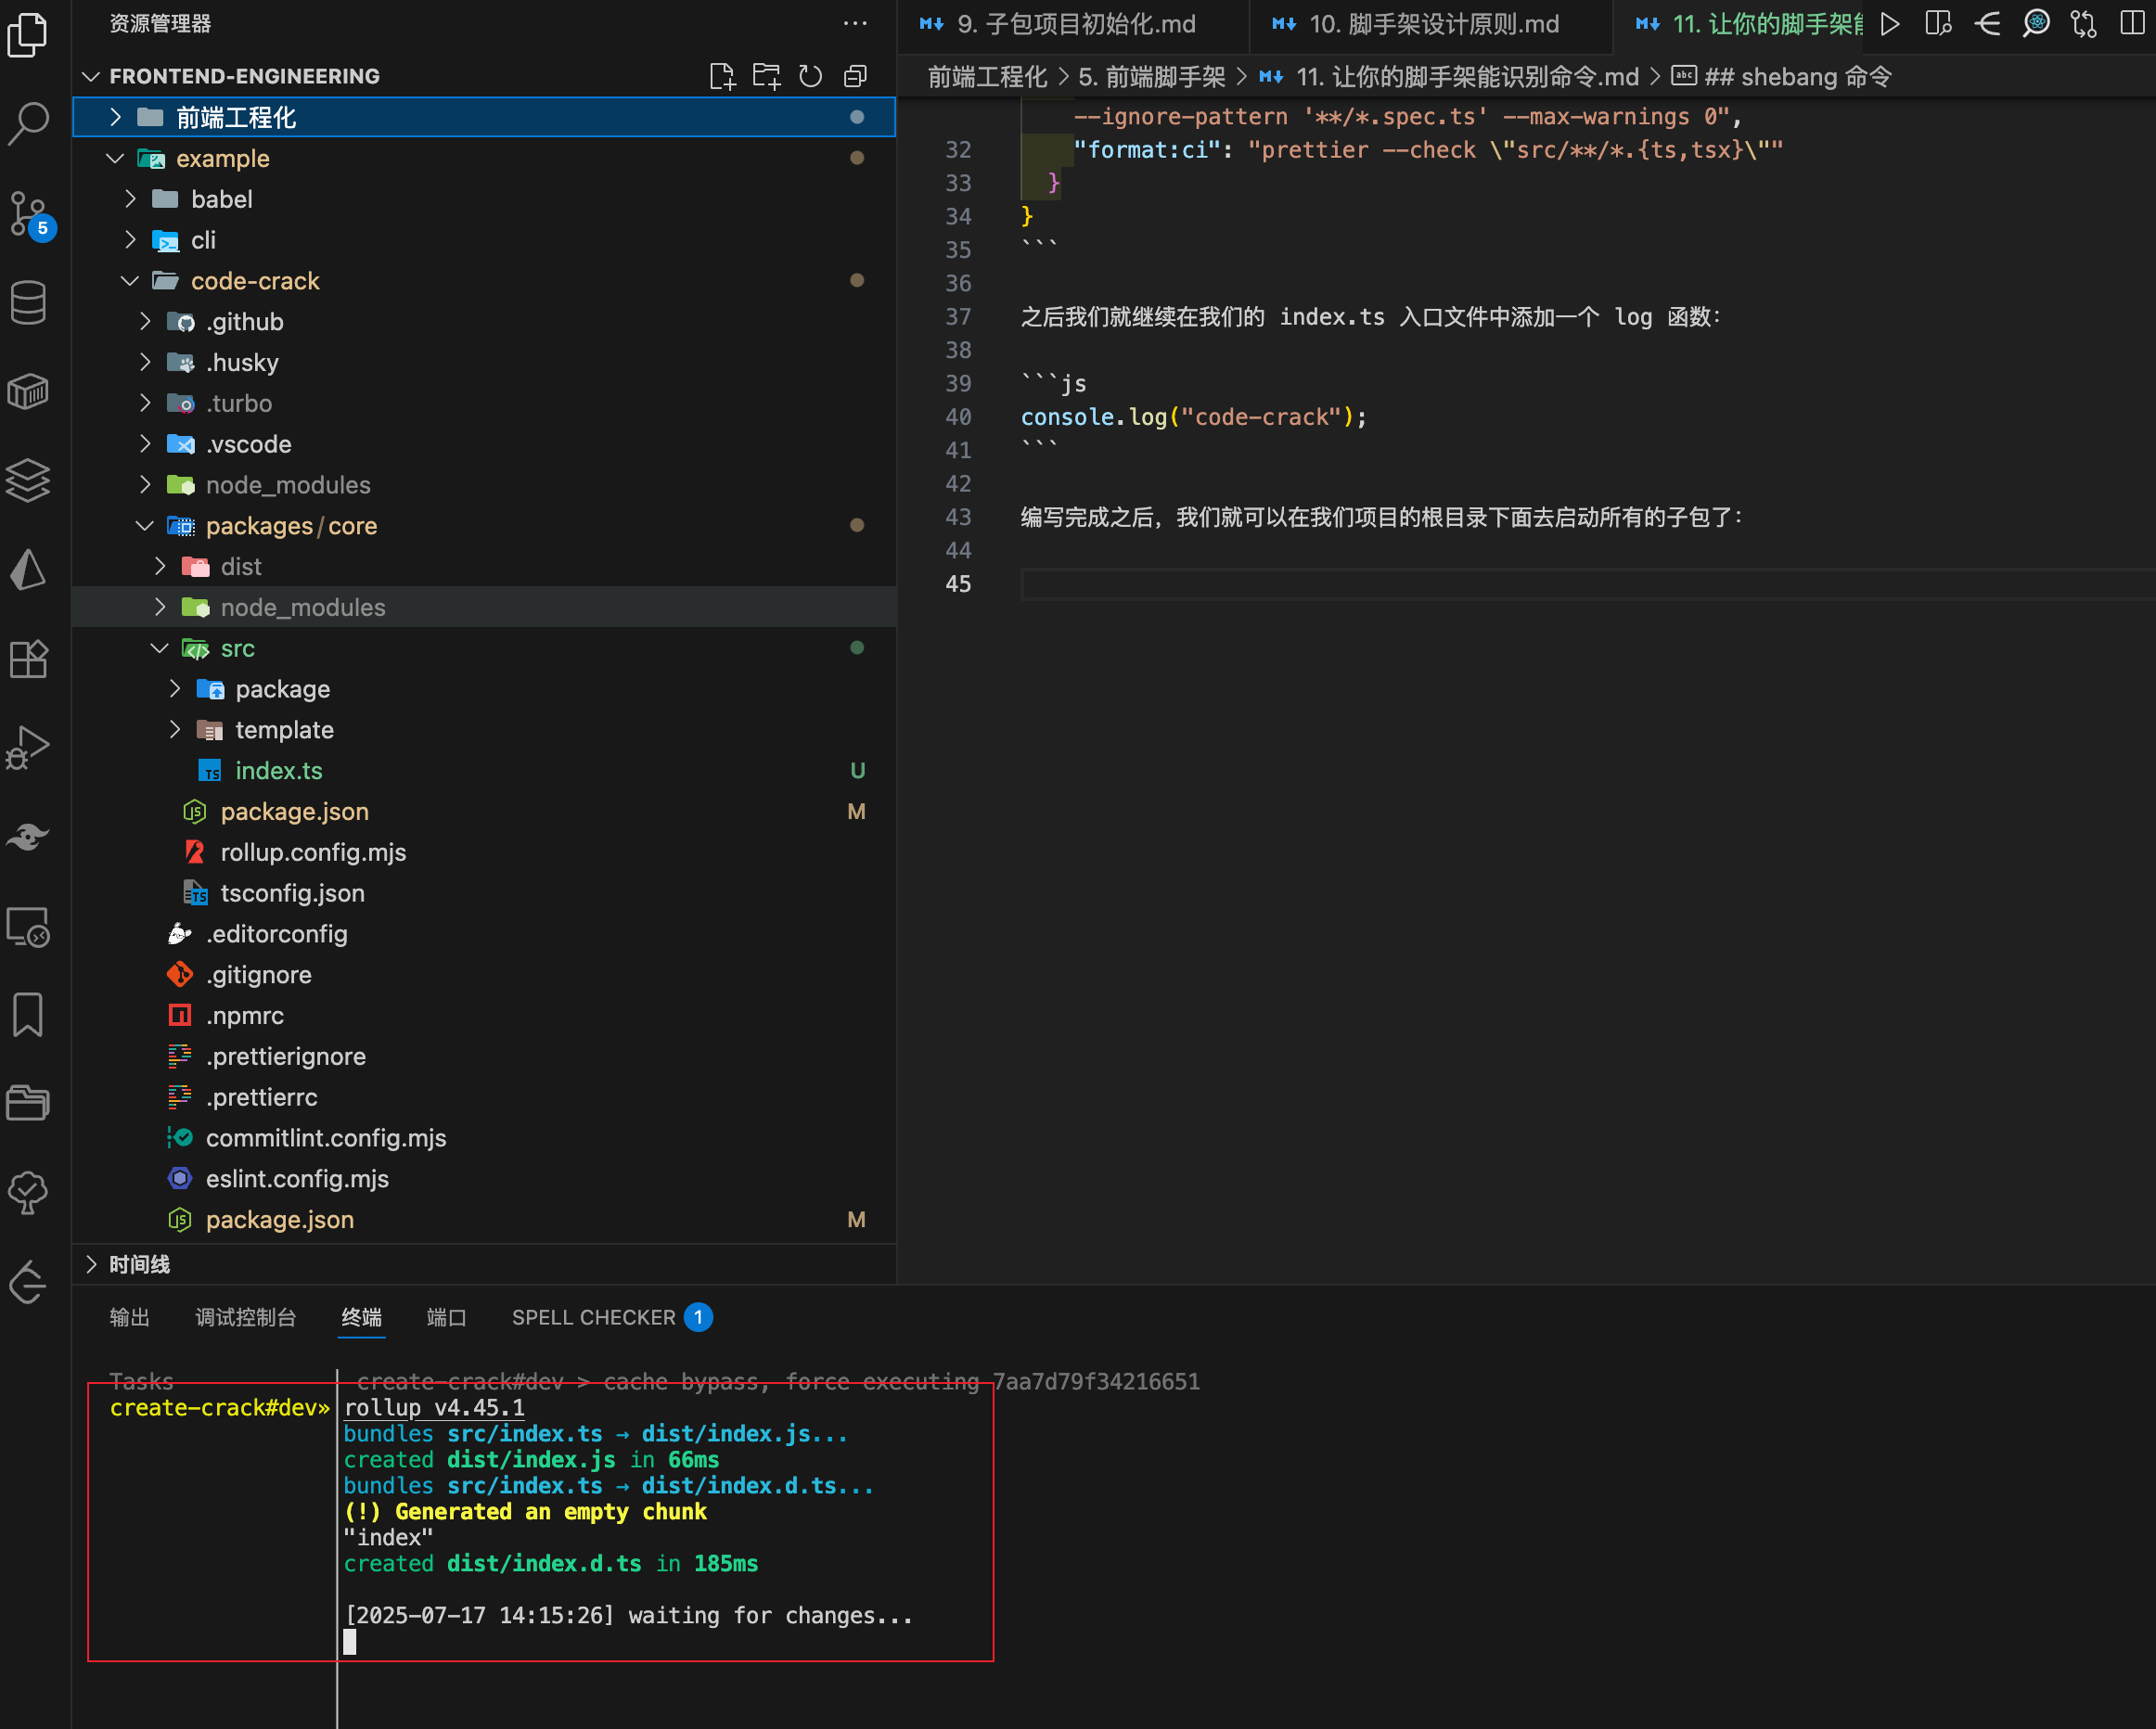 资源管理器
FRONTEND-ENGINEERING
前端工程化
example
babel
cli
code-crack
.github
.husky
.turbo
.vscode
node_modules
packages/core
dist
node_modules
src
package
template
index.ts U
package.json M
rollup.config.mjs
tsconfig.json
.editorconfig
.gitignore
.npmrc
.prettierignore
.prettierrc
commitlint.config.mjs
eslint.config.mjs
package.json M
时间线
5
9. 子包项目初始化.md
10. 脚手架设计原则.md
11. 让你的脚手架能
前端工程化 > 5. 前端脚手架 > 11. 让你的脚手架能识别命令.md > ## shebang 命令
--ignore-pattern '**/*.spec.ts' --max-warnings 0",
32 "format:ci": "prettier --check \"src/**/*.{ts,tsx}\""
33 }
34 }
35 ```
36
37 之后我们就继续在我们的 index.ts 入口文件中添加一个 log 函数：
38
39 ```js
40 console.log("code-crack");
41 ```
42
43 编写完成之后，我们就可以在我们项目的根目录下面去启动所有的子包了：
44
45
输出 调试控制台 终端 端口 SPELL CHECKER 1
Tasks create-crack#dev > cache bypass, force executing 7aa7d79f34216651
create-crack#dev» rollup v4.45.1
bundles src/index.ts → dist/index.js...
created dist/index.js in 66ms
bundles src/index.ts → dist/index.d.ts...
(!) Generated an empty chunk
"index"
created dist/index.d.ts in 185ms
[2025-07-17 14:15:26] waiting for changes...